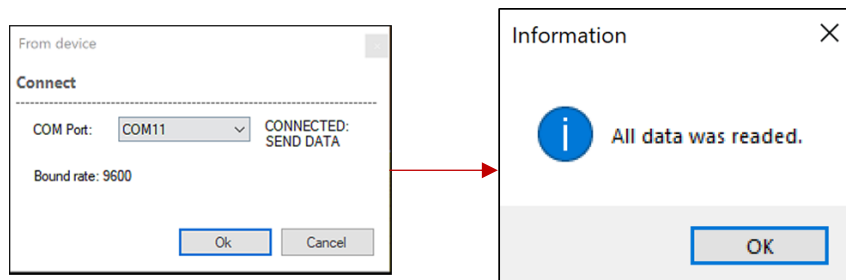 From device
Connect
COM Port: COM11 CONNECTED:
SEND DATA
Bound rate: 9600
Ok Cancel
Information
All data was readed.
OK